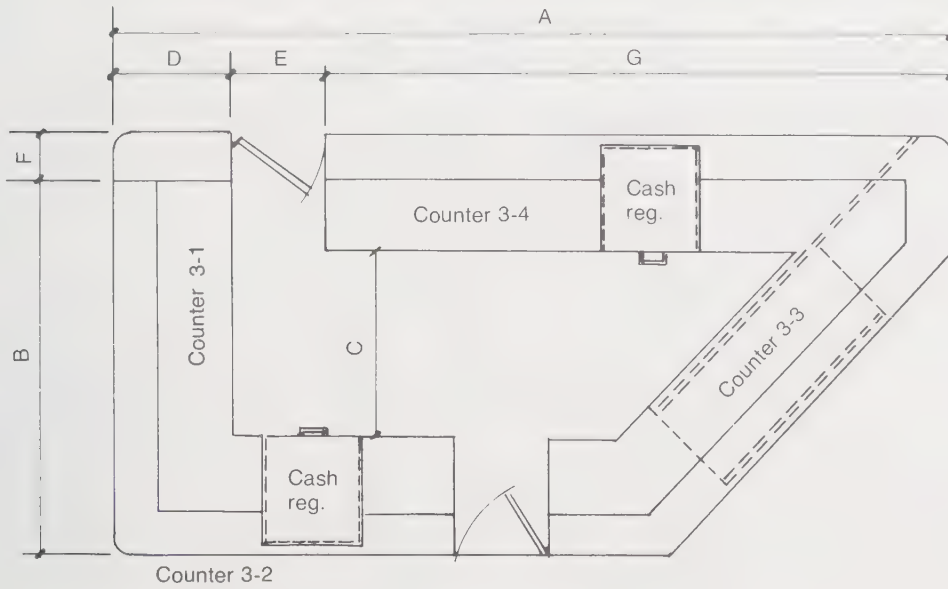 A
D
E
G
F
Cash
reg.
Counter 3-4
Counter 3-1
B
C
Counter 3-3
Cash
reg.
Counter 3-2